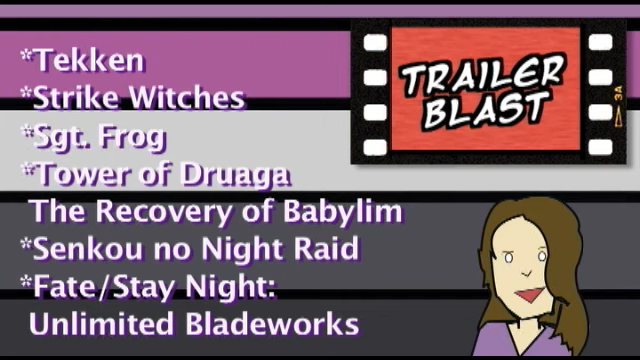 *Tekken
*Strike Witches
*Sgt. Frog
*Tower of Druaga
The Recovery of Babylim
*Senkou no Night Raid
*Fate/Stay Night:
Unlimited Bladeworks
TRAILER
BLAST
3A